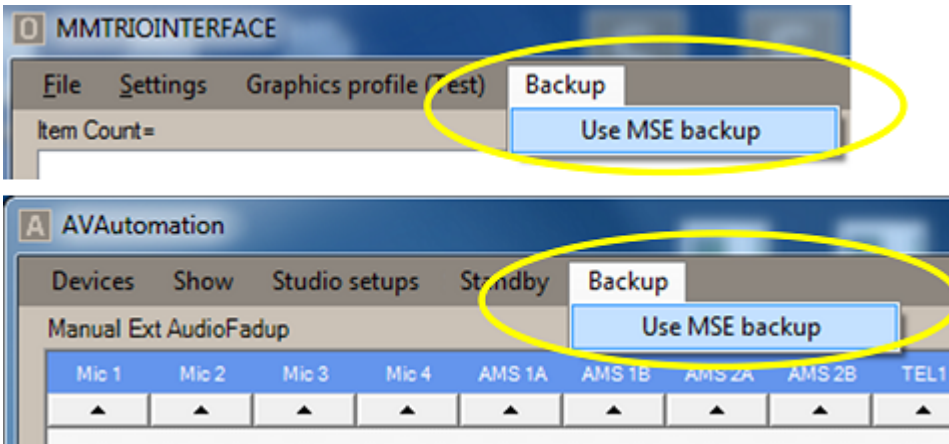 O MMTRIOINTERFACE
File Settings Graphics profile (Test) Backup
Item Count=
Use MSE backup
A AVAutomation
Devices Show Studio setups Standby Backup
Manual Ext AudioFadup
Use MSE backup
Mic 1 Mic 2 Mic 3 Mic 4 AMS 1A AMS 1B AMS 2A AMS 2B TEL1